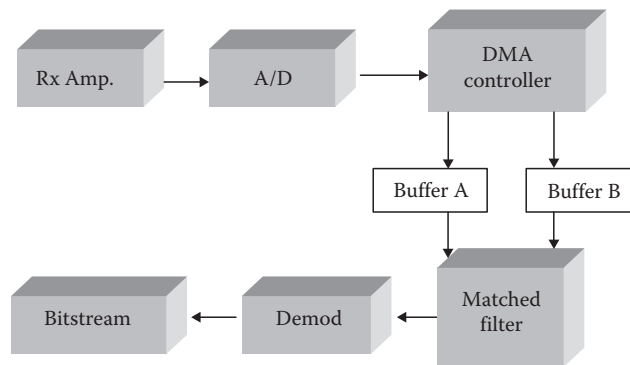 Rx Amp.
A/D
DMA
controller
Buffer A
Buffer B
Bitstream
Demod
Matched
filter